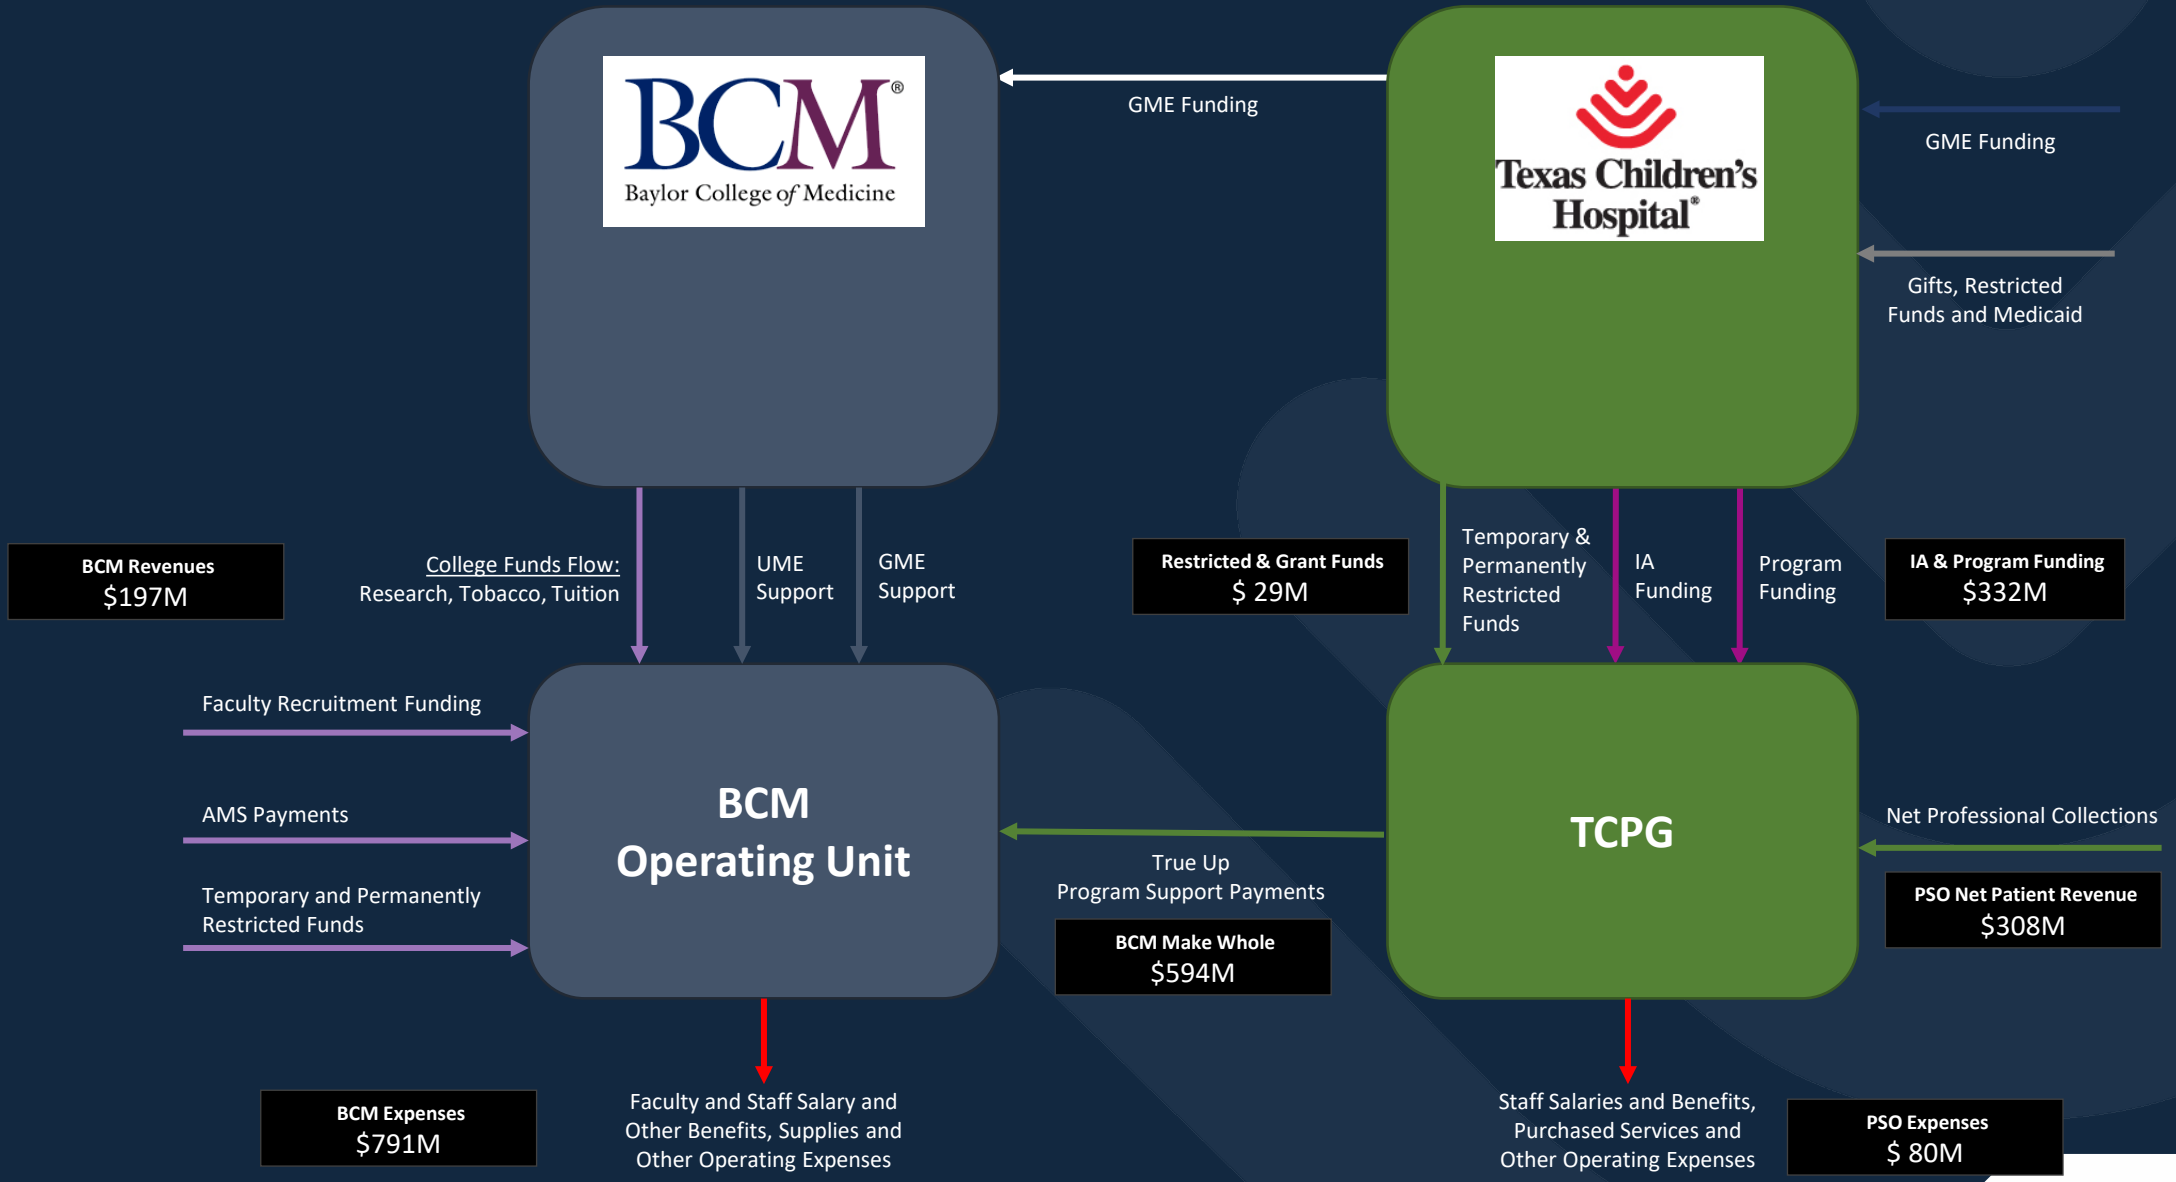 BCM®
Baylor College of Medicine
GME Funding
Texas Children's
Hospital®
GME Funding
Gifts, Restricted
Funds and Medicaid
BCM Revenues
$197M
College Funds Flow:
Research, Tobacco, Tuition
UME
Support
GME
Support
Restricted & Grant Funds
$ 29M
Temporary &
Permanently
Restricted
Funds
IA
Funding
Program
Funding
IA & Program Funding
$332M
Faculty Recruitment Funding
AMS Payments
Temporary and Permanently
Restricted Funds
BCM
Operating Unit
True Up
Program Support Payments
BCM Make Whole
$594M
TCPG
Net Professional Collections
PSO Net Patient Revenue
$308M
BCM Expenses
$791M
Faculty and Staff Salary and
Other Benefits, Supplies and
Other Operating Expenses
Staff Salaries and Benefits,
Purchased Services and
Other Operating Expenses
PSO Expenses
$ 80M